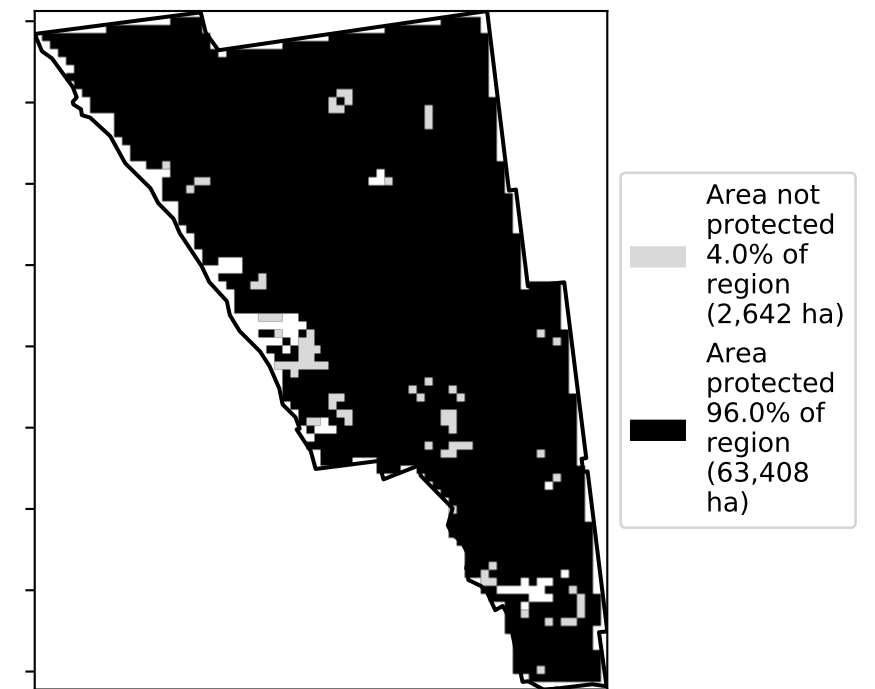 Area not
protected
4.0% of
region
(2,642 ha)
Area
protected
96.0% of
region
(63,408
ha)